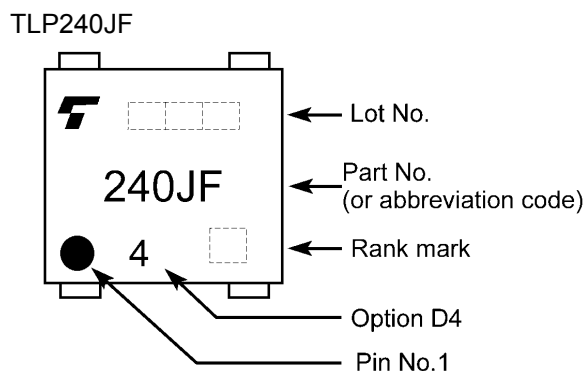 TLP240JF
Lot No.
240JF
Part No.
(or abbreviation code)
4
Rank mark
Option D4
Pin No.1